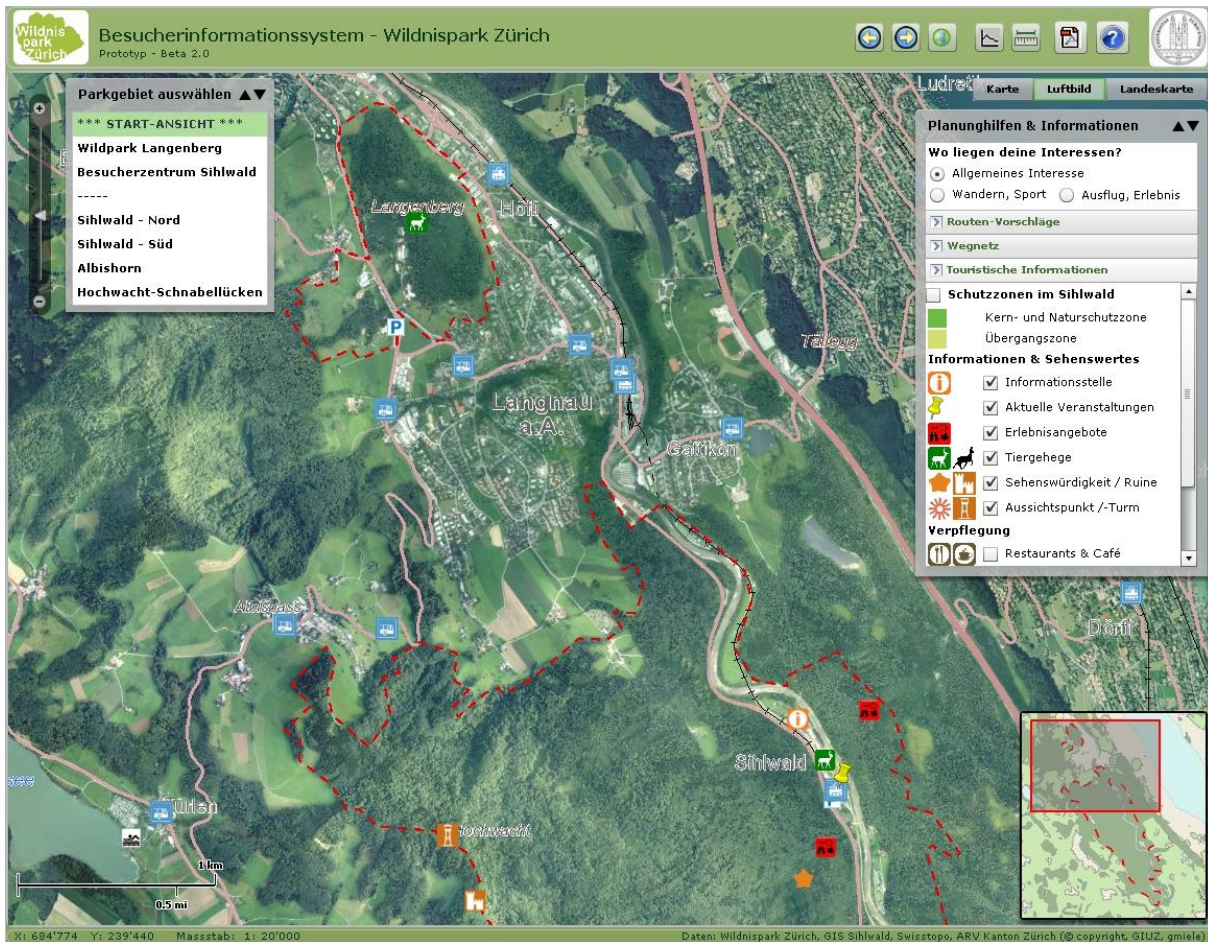 Wildnis
park
Zürich
Besucherinformationssystem - Wildnispark Zürich
Prototyp - Beta 2.0
Parkgebiet auswählen
*** START-ANSICHT ***
Wildpark Langenberg
Besucherzentrum Sihlwald
-----
Sihlwald - Nord
Sihlwald - Süd
Albishorn
Hochwacht-Schnabellücken
Karte
Luftbild
Landeskarte
Planunghilfen & Informationen
Wo liegen deine Interessen?
Allgemeines Interesse
Wandern, Sport
Ausflug, Erlebnis
Routen-Vorschläge
Wegnetz
Touristische Informationen
Schutzzonen im Sihlwald
Kern- und Naturschutzzone
Übergangszone
Informationen & Sehenswertes
Informationsstelle
Aktuelle Veranstaltungen
Erlebnisangebote
Tiergehege
Sehenswürdigkeit / Ruine
Aussichtspunkt /-Turm
Verpflegung
Restaurants & Café
Langenberg
Höfli
P
Langnau
a.A.
Gattikon
Albispass
Dörfli
Sihlwald
Türlen
Hochwacht
1 km
0.5 mi
X: 684'774 Y: 239'440 Massstab: 1: 20'000
Daten: Wildnispark Zürich, GIS Sihlwald, Swisstopo, ARV Kanton Zürich (© copyright, GIUZ, gmiele)